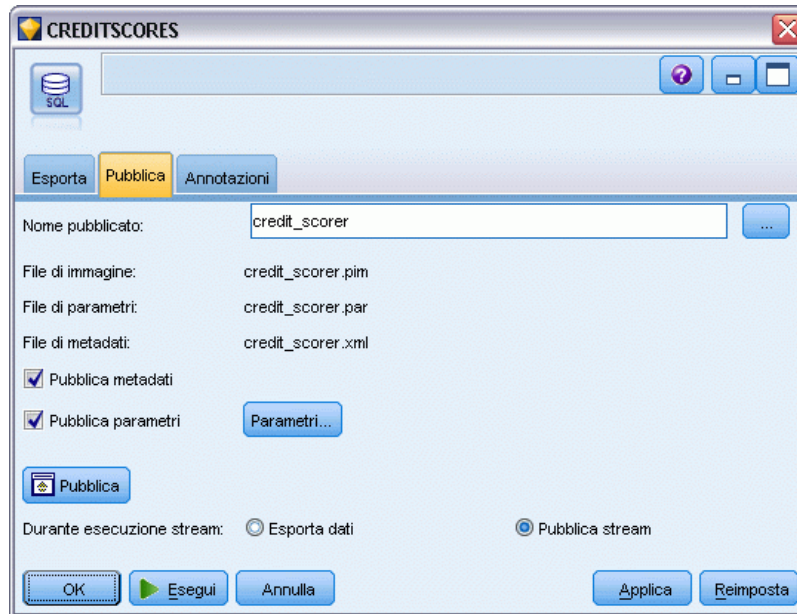 CREDITSCORES
SQL
Esporta Pubblica Annotazioni
Nome pubblicato: credit_scorer ...
File di immagine: credit_scorer.pim
File di parametri: credit_scorer.par
File di metadati: credit_scorer.xml
Pubblica metadati
Pubblica parametri Parametri...
Pubblica
Durante esecuzione stream: Esporta dati Pubblica stream
OK Esegui Annulla Applica Reimposta